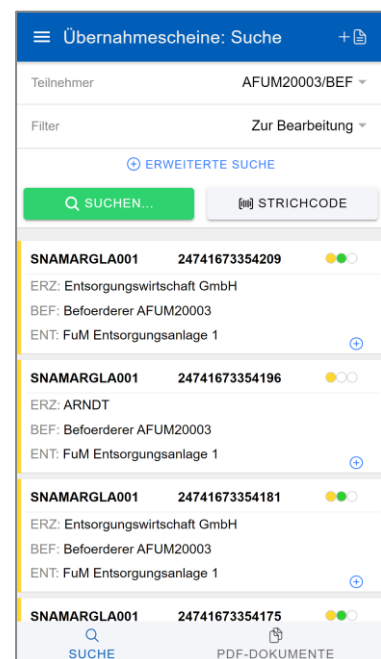 Übernahmescheine: Suche
Teilnehmer AFUM20003/BEF
Filter Zur Bearbeitung
ERWEITERTE SUCHE
SUCHEN... STRICHCODE
SNAMARGLA001 24741673354209
ERZ: Entsorgungswirtschaft GmbH
BEF: Befoerderer AFUM20003
ENT: FuM Entsorgungsanlage 1
SNAMARGLA001 24741673354196
ERZ: ARNDT
BEF: Befoerderer AFUM20003
ENT: FuM Entsorgungsanlage 1
SNAMARGLA001 24741673354181
ERZ: Entsorgungswirtschaft GmbH
BEF: Befoerderer AFUM20003
ENT: FuM Entsorgungsanlage 1
SNAMARGLA001 24741673354175
SUCHE PDF-DOKUMENTE